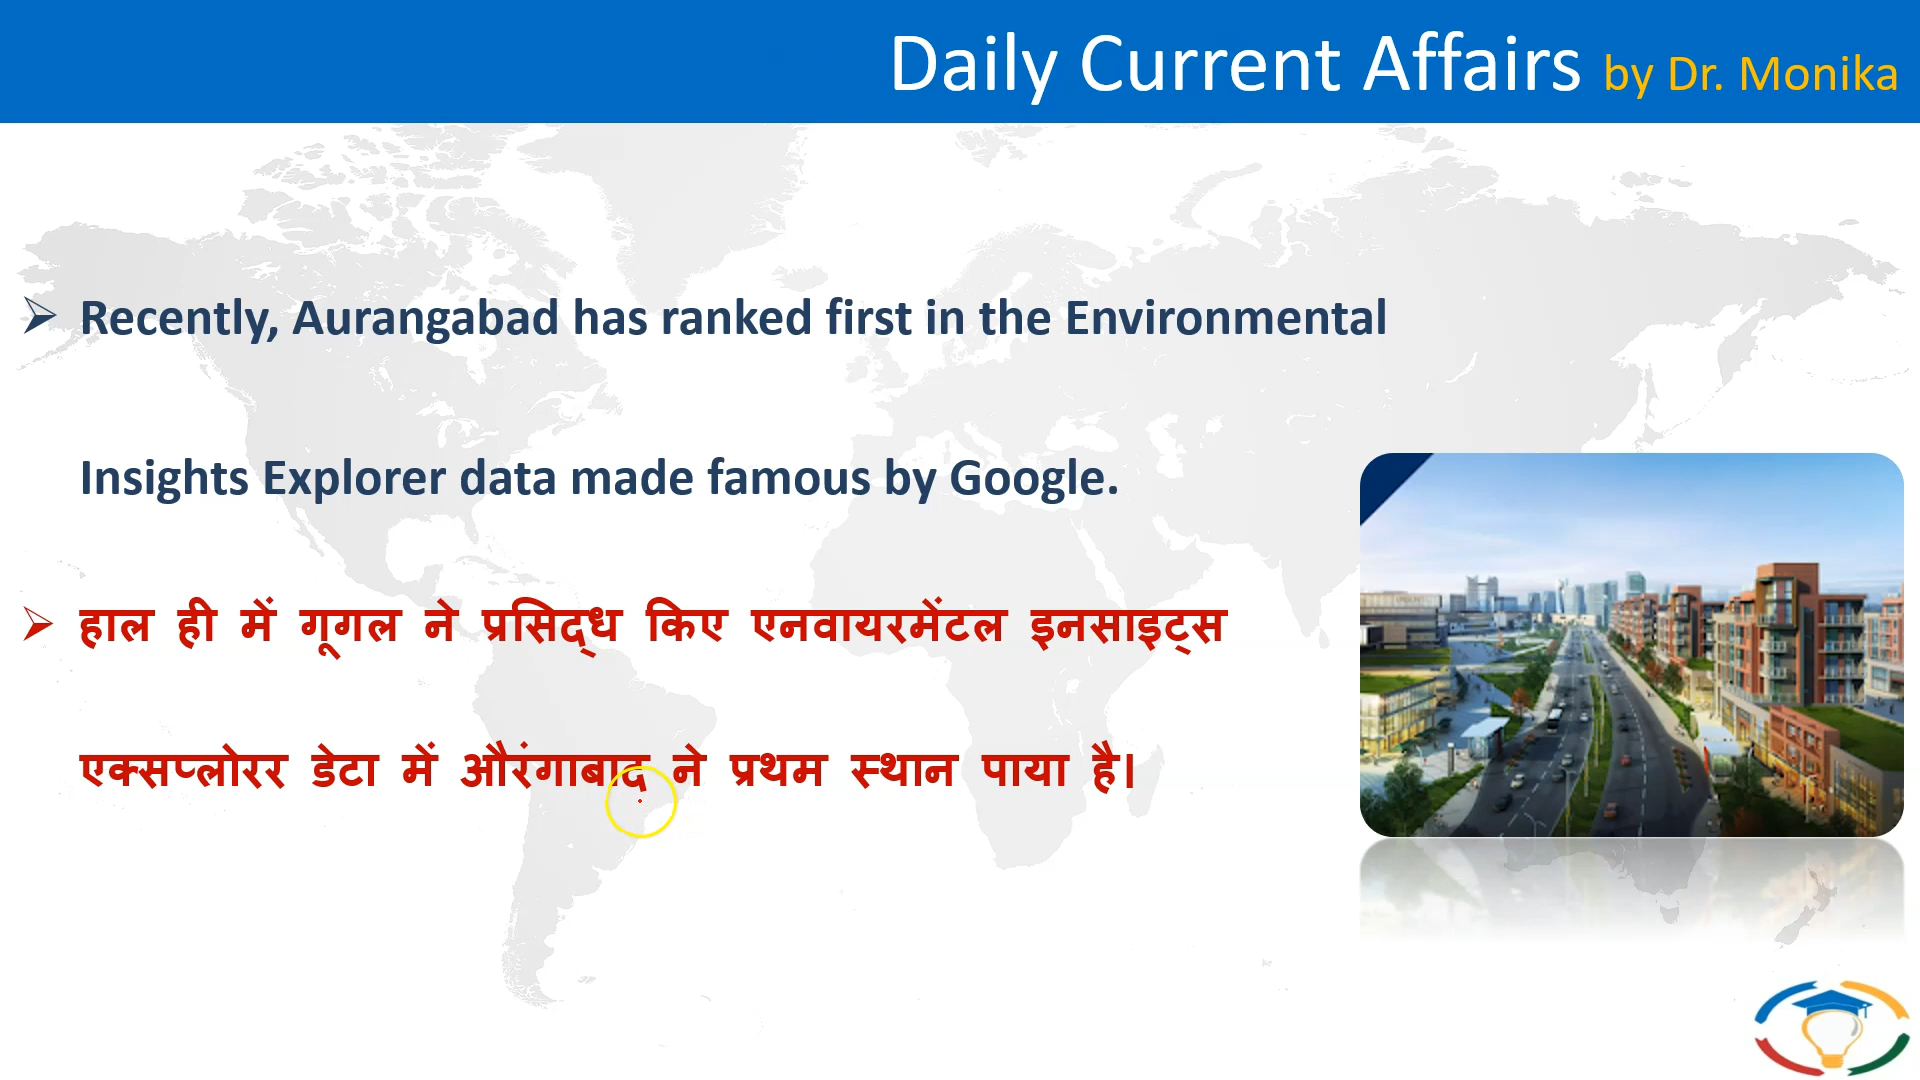 Daily Current Affairs by Dr. Monika
➢ Recently, Aurangabad has ranked first in the Environmental
Insights Explorer data made famous by Google.
➢ हाल ही में गूगल ने प्रसिद्ध किए एनवायरमेंटल इनसाइट्स
एक्सप्लोरर डेटा में औरंगाबाद ने प्रथम स्थान पाया है।